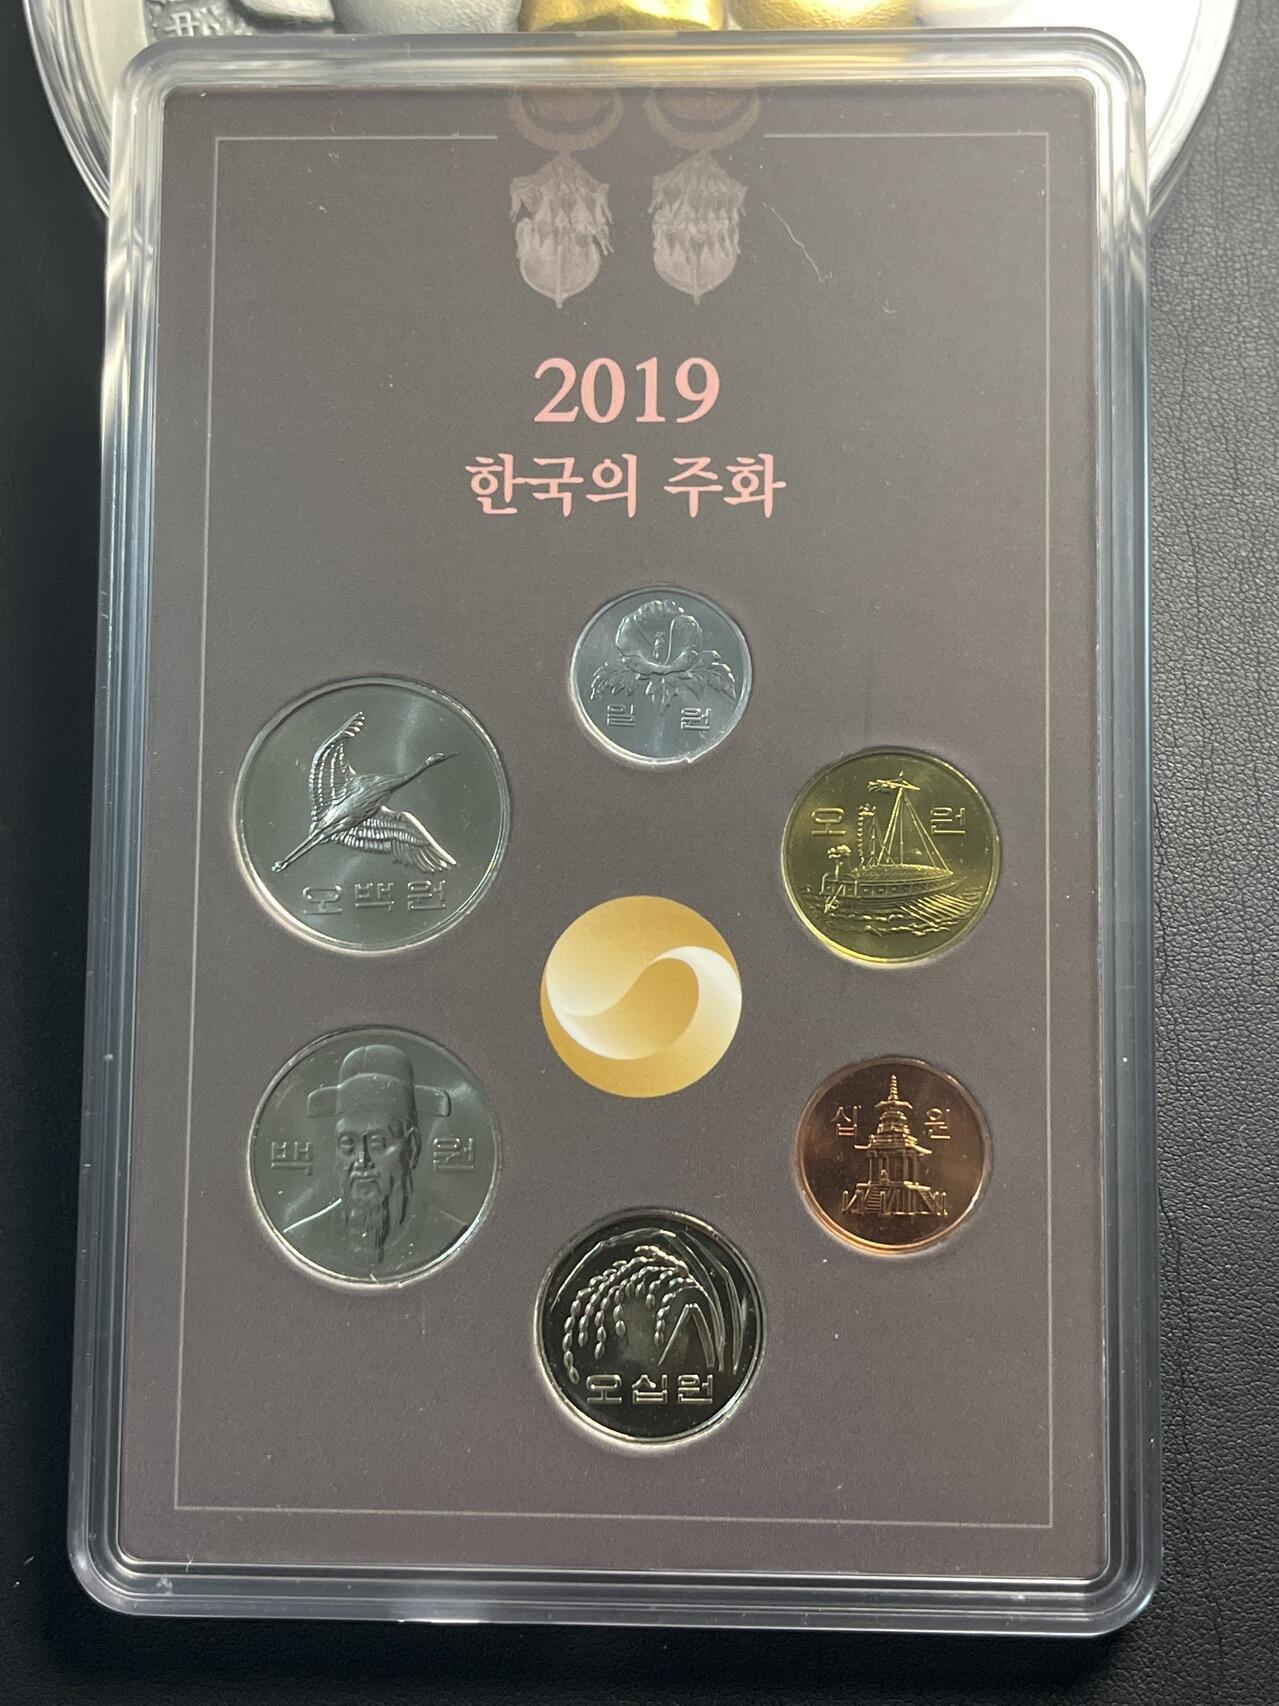 2019
한국의 주화
일 원
오백원
오 원
백 원
십 원
오십원